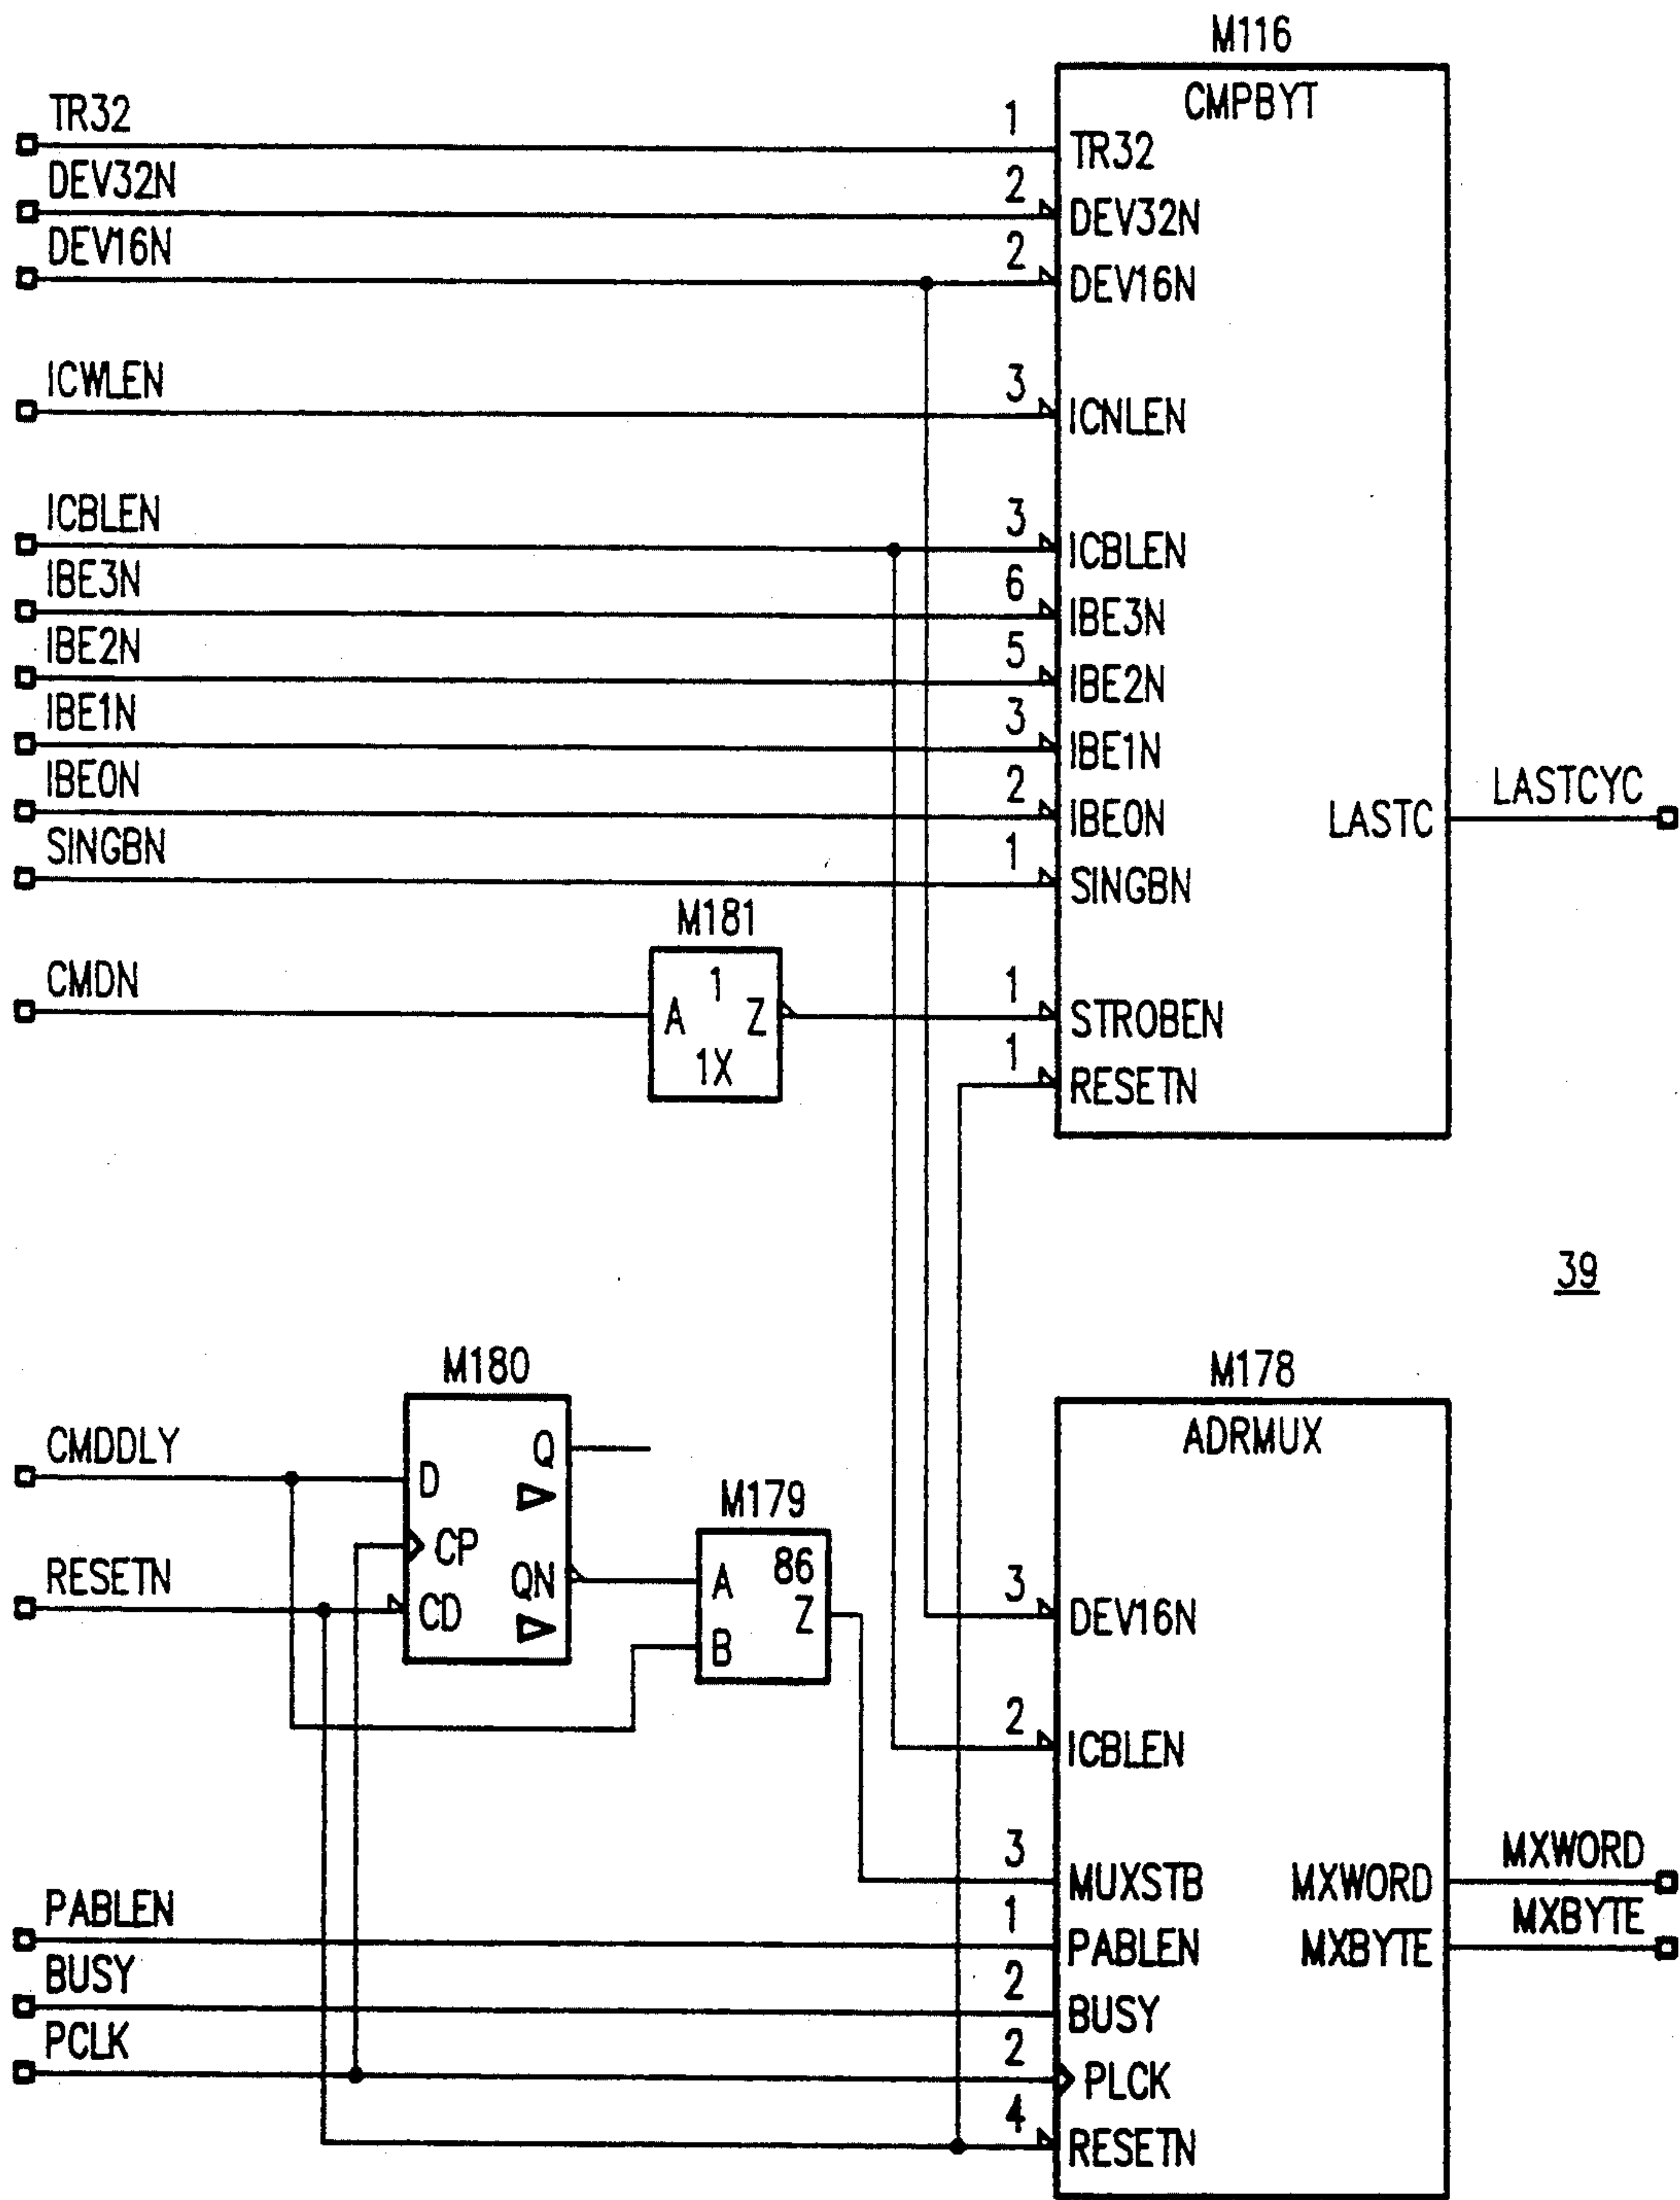 M116
CMPBYT
TR32
1
TR32
DEV32N
2
DEV32N
DEV16N
2
DEV16N
ICWLEN
3
ICNLEN
ICBLEN
3
ICBLEN
IBE3N
6
IBE3N
IBE2N
5
IBE2N
IBE1N
3
IBE1N
IBE0N
2
IBE0N
LASTC
LASTCYC
SINGBN
1
SINGBN
M181
CMDN
1
A
Z
1X
1
STROBEN
1
RESETN
39
M180
M178
ADRMUX
CMDDLY
D
Q
M179
CP
RESETN
CD
QN
A
86
Z
B
3
DEV16N
2
ICBLEN
3
MUXSTB
MXWORD
MXWORD
PABLEN
1
PABLEN
MXBYTE
MXBYTE
BUSY
2
BUSY
PCLK
2
PLCK
4
RESETN